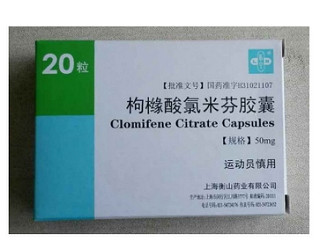 20粒
【批准文号】国药准字H31021107
枸橼酸氯米芬胶囊
Clomifene Citrate Capsules
【规格】50mg
运动员慎用
上海衡山药业有限公司